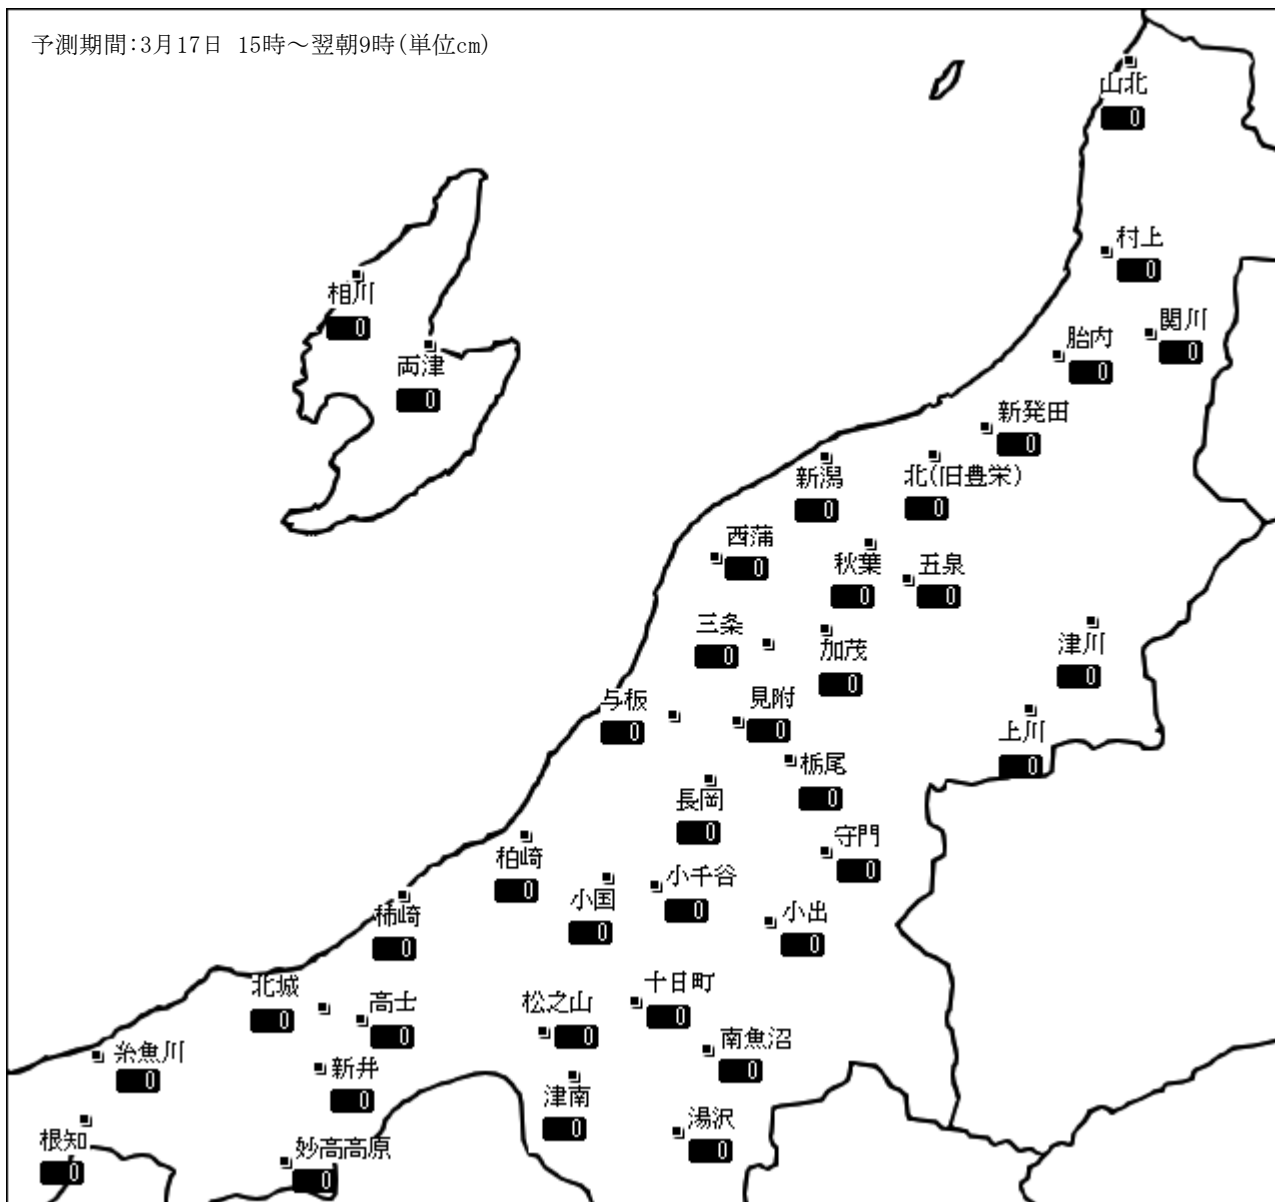 予測期間:3月17日 15時～翌朝9時(単位cm)
山北
0
村上
0
相川
0
関川
0
胎内
0
両津
0
新発田
0
新潟
0
北(旧豊栄)
0
西蒲
0
秋葉
0
五泉
0
三条
0
加茂
0
津川
0
与板
0
見附
0
上川
0
栃尾
0
長岡
0
守門
0
柏崎
0
小千谷
0
小国
0
小出
0
柿崎
0
北城
0
高士
0
松之山
0
十日町
0
南魚沼
0
糸魚川
0
新井
0
津南
0
湯沢
0
根知
0
妙高高原
0